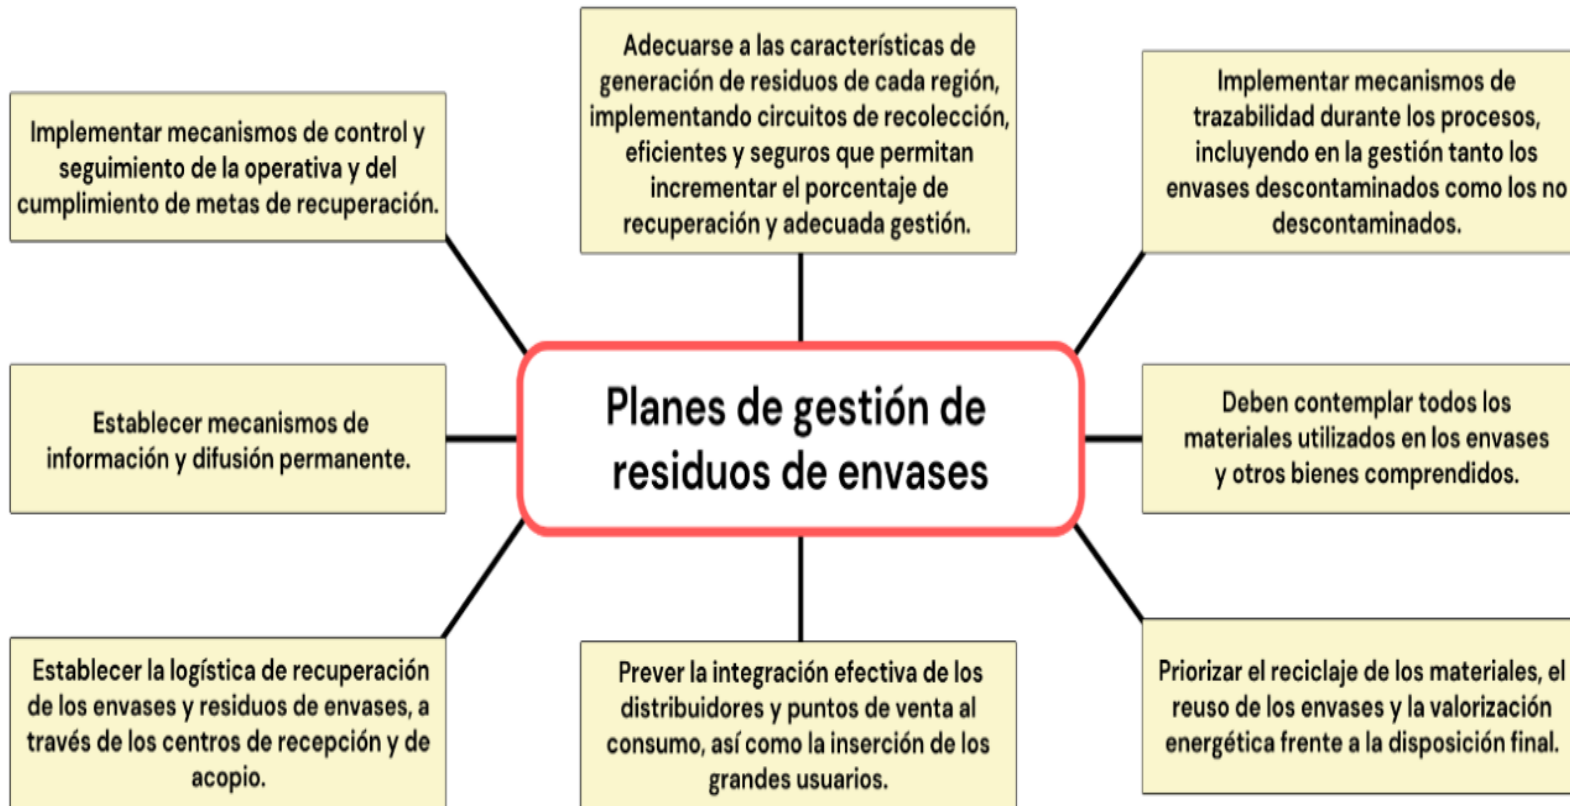 Adecuarse a las características de
generación de residuos de cada región,
implementando circuitos de recolección,
eficientes y seguros que permitan
incrementar el porcentaje de
recuperación y adecuada gestión.
Implementar mecanismos de
trazabilidad durante los procesos,
incluyendo en la gestión tanto los
envases descontaminados como los no
descontaminados.
Implementar mecanismos de control y
seguimiento de la operativa y del
cumplimiento de metas de recuperación.
Planes de gestión de
residuos de envases
Establecer mecanismos de
información y difusión permanente.
Deben contemplar todos los
materiales utilizados en los envases
y otros bienes comprendidos.
Establecer la logística de recuperación
de los envases y residuos de envases, a
través de los centros de recepción y de
acopio.
Prever la integración efectiva de los
distribuidores y puntos de venta al
consumo, así como la inserción de los
grandes usuarios.
Priorizar el reciclaje de los materiales, el
reuso de los envases y la valorización
energética frente a la disposición final.